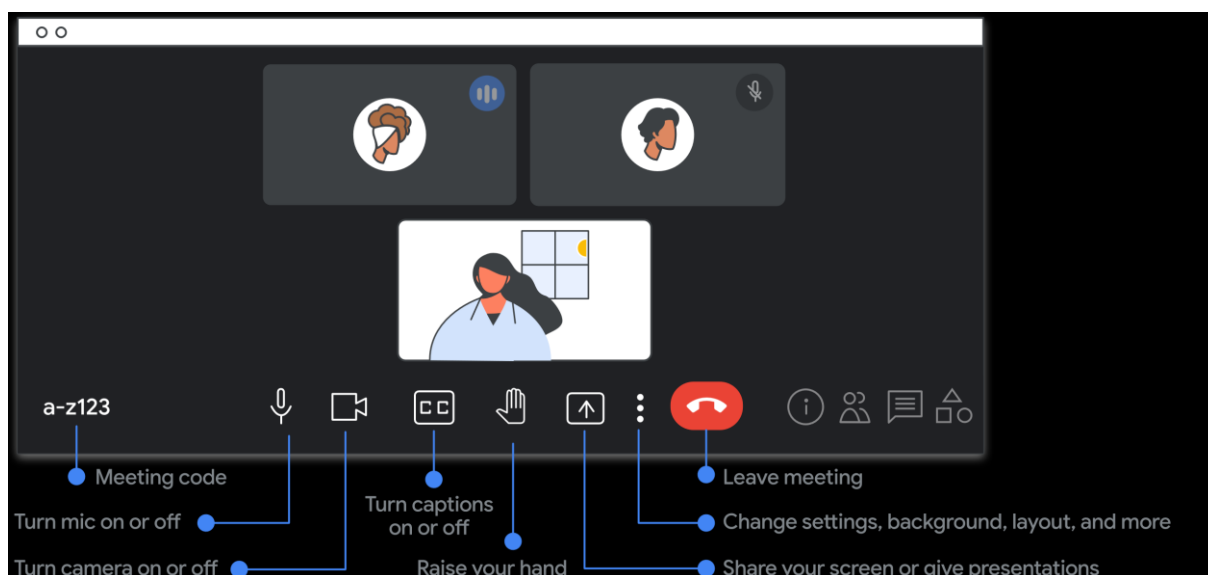 a-z123
CC
Meeting code
Leave meeting
Turn captions
on or off
Turn mic on or off
Change settings, background, layout, and more
Turn camera on or off
Raise your hand
Share your screen or give presentations